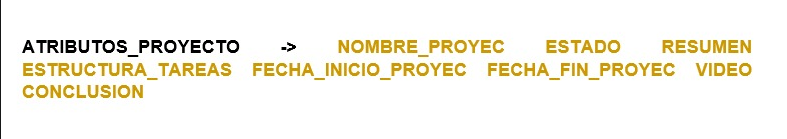 ATRIBUTOS_PROYECTO -> NOMBRE_PROYEC ESTADO RESUMEN
ESTRUCTURA_TAREAS FECHA_INICIO_PROYEC FECHA_FIN_PROYEC VIDEO
CONCLUSION